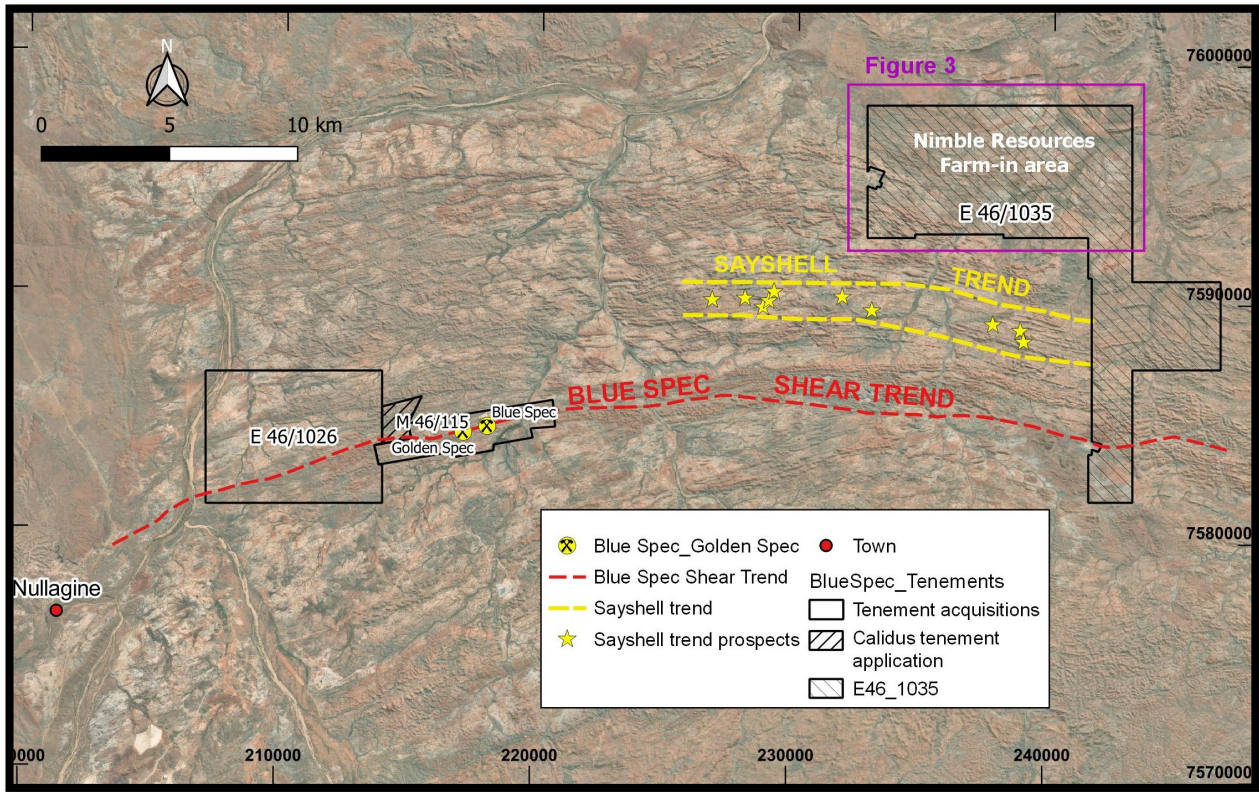 N
0 5 10 km
Figure 3
7600000
Nimble Resources
Farm-in area
E 46/1035
SAYSHELL TREND
7590000
BLUE SPEC SHEAR TREND
M 46/115
Blue Spec
E 46/1026
Golden Spec
Nullagine
Blue Spec_Golden Spec
Blue Spec Shear Trend
Sayshell trend
Sayshell trend prospects
Town
BlueSpec_Tenements
Tenement acquisitions
Calidus tenement
application
E46_1035
7580000
0000 210000 220000 230000 240000
7570000